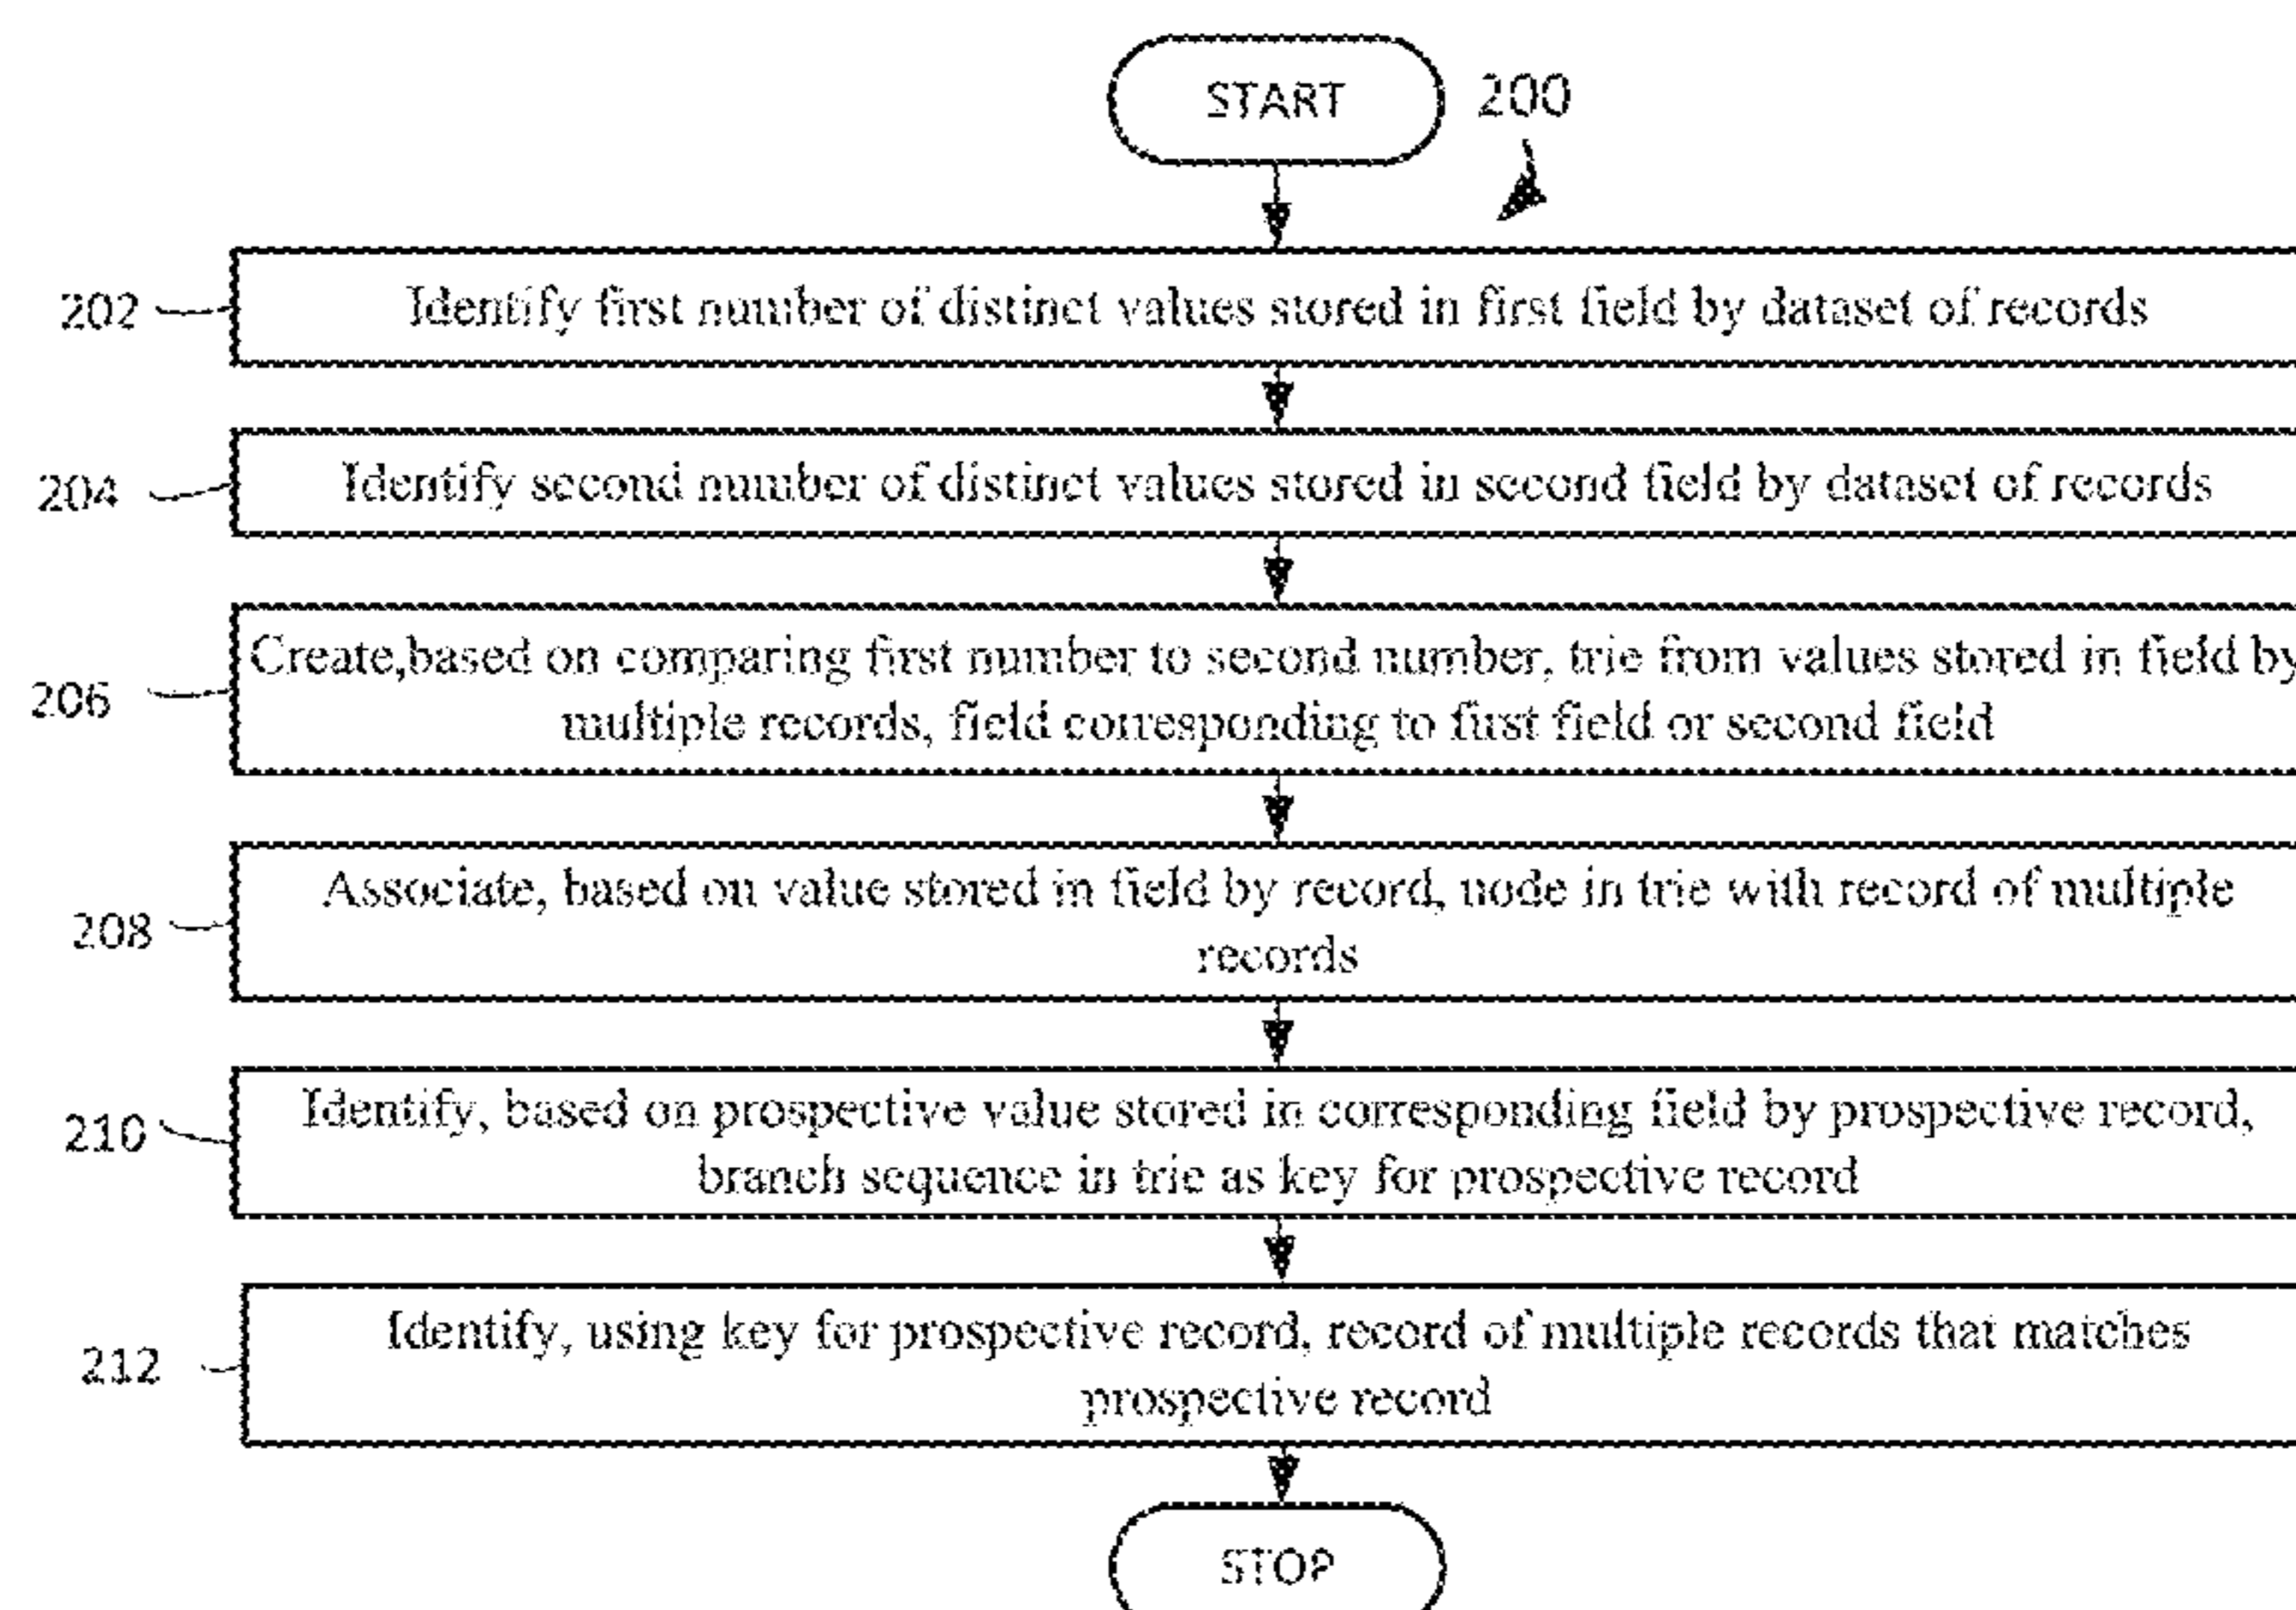 START
200
202
Identify first number of distinct values stored in first field by dataset of records
204
Identify second number of distinct values stored in second field by dataset of records
206
Create,based on comparing first number to second number, trie from values stored in field by
multiple records, field corresponding to first field or second field
208
Associate, based on value stored in field by record, node in trie with record of multiple
records
210
Identify, based on prospective value stored in corresponding field by prospective record,
branch sequence in trie as key for prospective record
212
Identify, using key for prospective record, record of multiple records that matches
prospective record
STOP